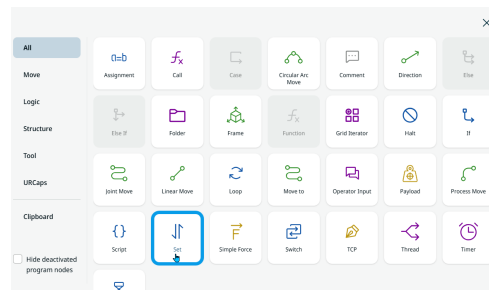 All
Move
Logic
Structure
Tool
URCaps
Clipboard
Hide deactivated
program nodes
a=b
Assignment
Call
Case
Circular Arc
Move
Comment
Direction
Else
Else If
Folder
Frame
Function
Grid Iterator
Halt
If
Joint Move
Linear Move
Loop
Move to
Operator Input
Payload
Process Move
Script
Set
F
Simple Force
Switch
TCP
Thread
Timer